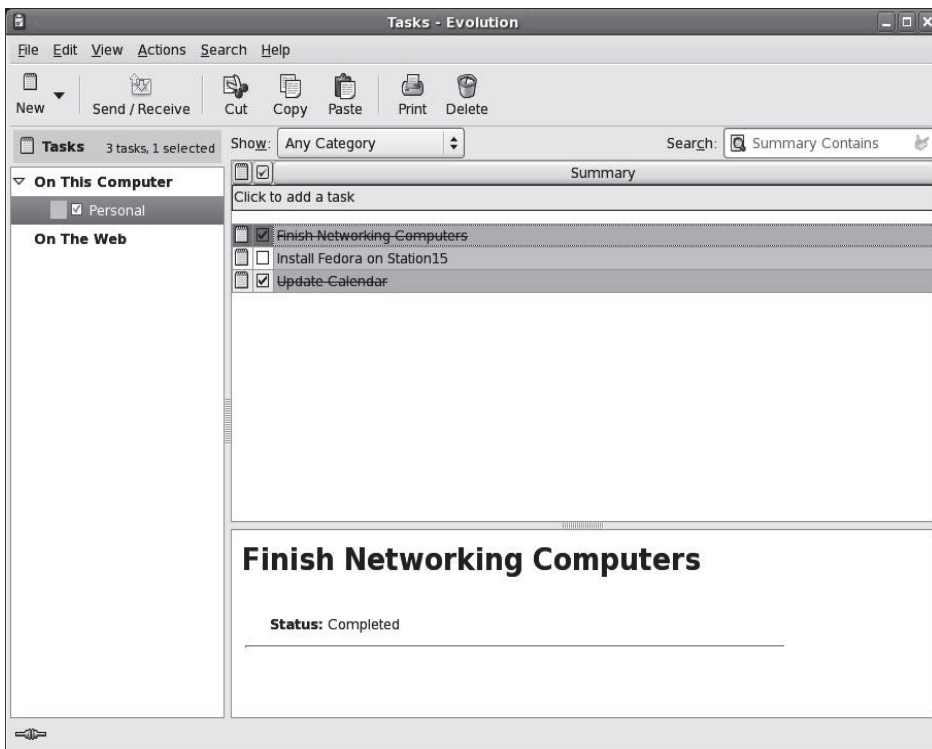 Tasks - Evolution
File Edit View Actions Search Help
New Send / Receive Cut Copy Paste Print Delete
Tasks 3 tasks, 1 selected Show: Any Category Search: Summary Contains
Summary
Click to add a task
On This Computer
Personal
On The Web
Finish Networking Computers
Install Fedora on Station15
Update Calendar
Finish Networking Computers
Status: Completed